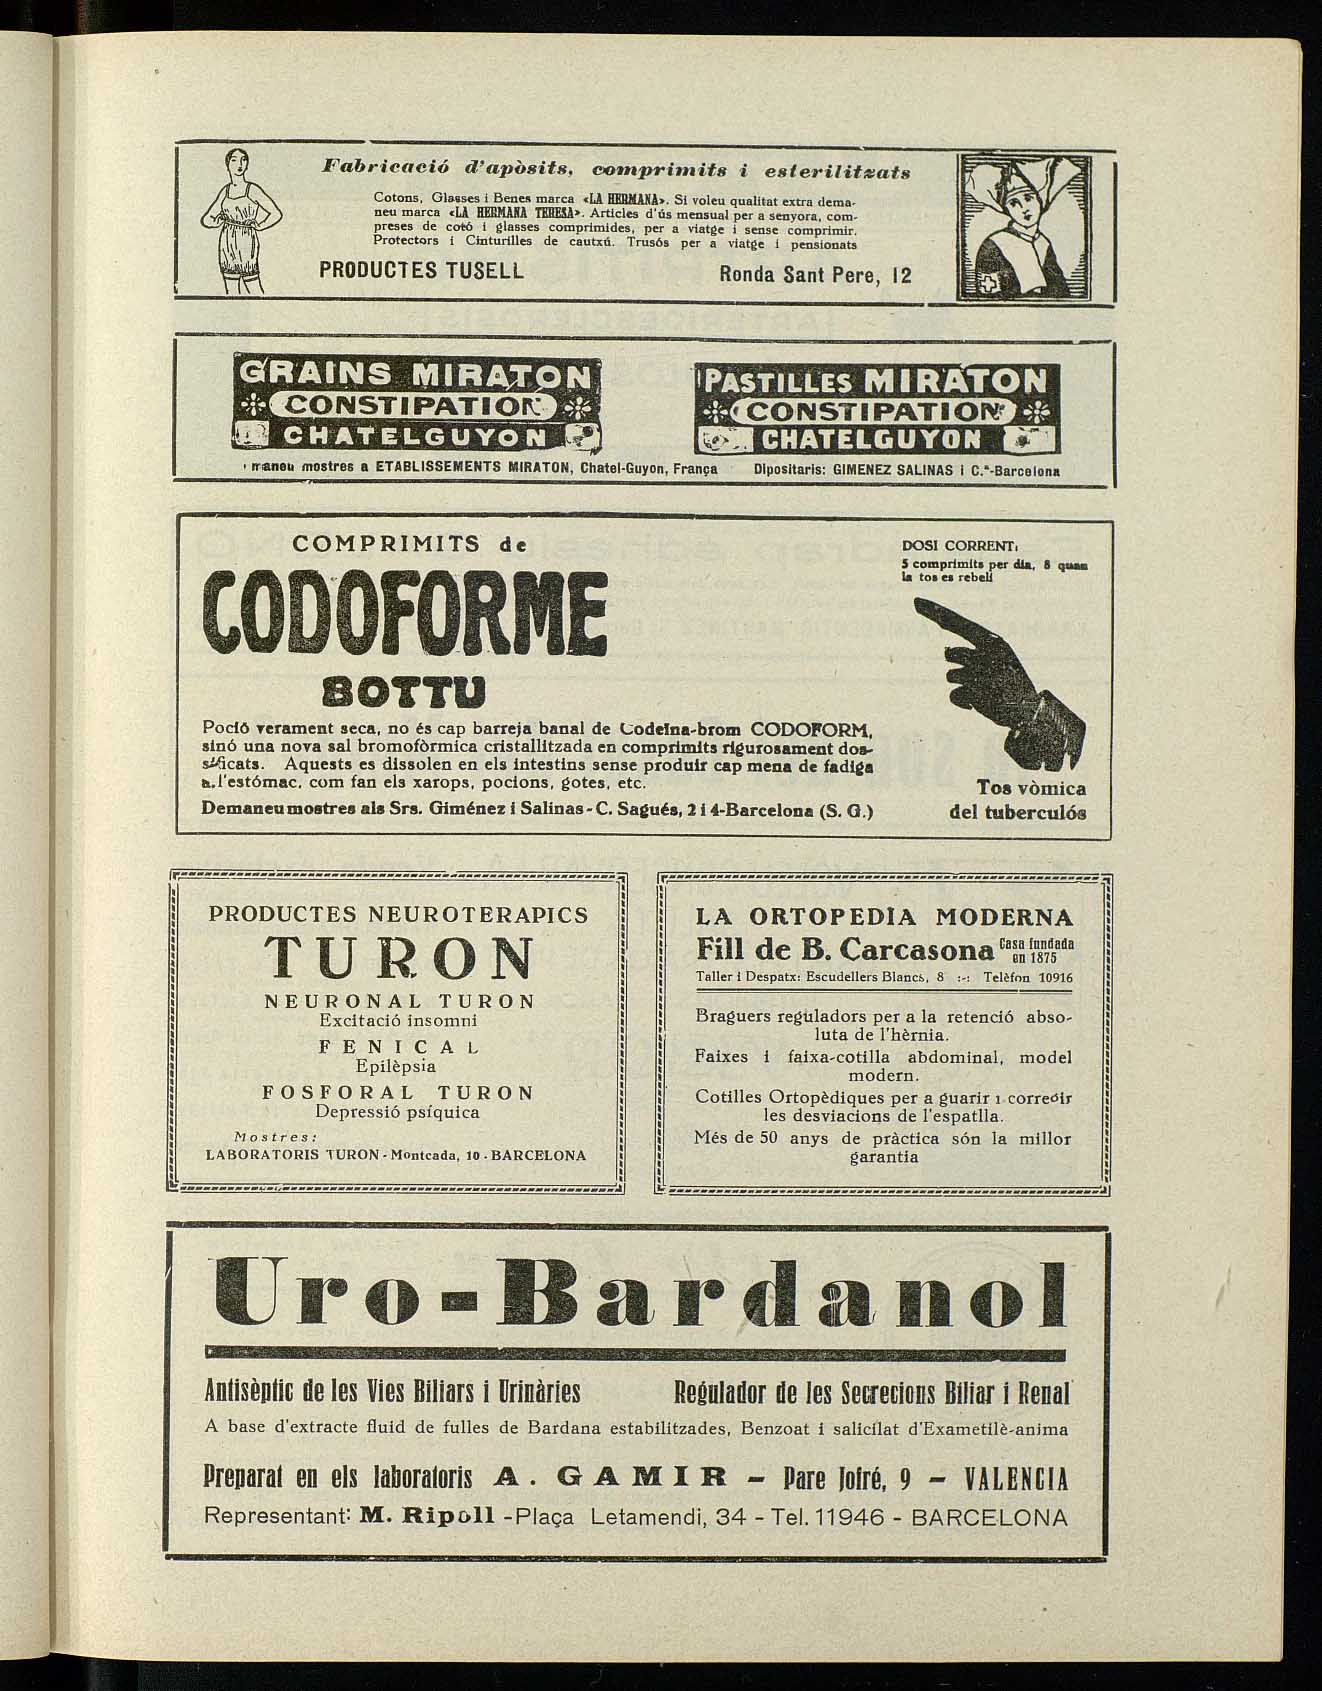 Fabricació d'apòsits, comprimits i esterilitzats
Cotons, Glasses i Benes marca «LA HERMANA». Si voleu qualitat extra dema-
neu marca «LA HERMANA TERESA». Articles d'ús mensual per a senyora, com-
preses de cotó i glasses comprimides, per a viatge i sense comprimir.
Protectors i Cinturilles de cautxú. Trusós per a viatge i pensionats
PRODUCTES TUSELL Ronda Sant Pere, 12
GRAINS MIRATON
CONSTIPATION
CHATELGUYON
PASTILLES MIRATON
CONSTIPATION
CHATELGUYON
maneu mostres a ETABLISSEMENTS MIRATON, Chatel-Guyon, França Dipositaris: GIMENEZ SALINAS i C.ª-Barcelona
COMPRIMITS de
CODOFORME
BOTTU
Poció verament seca, no és cap barreja banal de Codeína-brom CODOFORM,
sinó una nova sal bromofòrmica cristallitzada en comprimits rigurosament dos-
sificats. Aquests es dissolen en els intestins sense produir cap mena de fadiga
a l'estómac, com fan els xarops, pocions, gotes, etc.
Demaneu mostres als Srs. Giménez i Salinas-C. Sagués, 2 i 4-Barcelona (S. G.)
DOSI CORRENT:
5 comprimits per dia, 8 quan
la tos es rebell
Tos vòmica
del tuberculós
PRODUCTES NEUROTERAPICS
TURON
NEURONAL TURON
Excitació insomni
FENICAL
Epilèpsia
FOSFORAL TURON
Depressió psíquica
Mostres:
LABORATORIS TURON - Montcada, 10 - BARCELONA
LA ORTOPEDIA MODERNA
Fill de B. Carcasona Casa fundada en 1875
Taller i Despatx: Escudellers Blancs, 8 :-: Telèfon 10916
Braguers reguladors per a la retenció abso-
luta de l'hèrnia.
Faixes i faixa-cotilla abdominal, model
modern.
Cotilles Ortopèdiques per a guarir i corregir
les desviacions de l'espatlla.
Més de 50 anys de pràctica són la millor
garantia
Uro-Bardanol
Antisèptic de les Vies Biliars i Urinàries Regulador de les Secrecions Biliar i Renal
A base d'extracte fluid de fulles de Bardana estabilitzades, Benzoat i salicilat d'Exametilè-anima
Preparat en els laboratoris A. GAMIR - Pare Jofré, 9 - VALENCIA
Representant: M. Ripoll - Plaça Letamendi, 34 - Tel. 11946 - BARCELONA